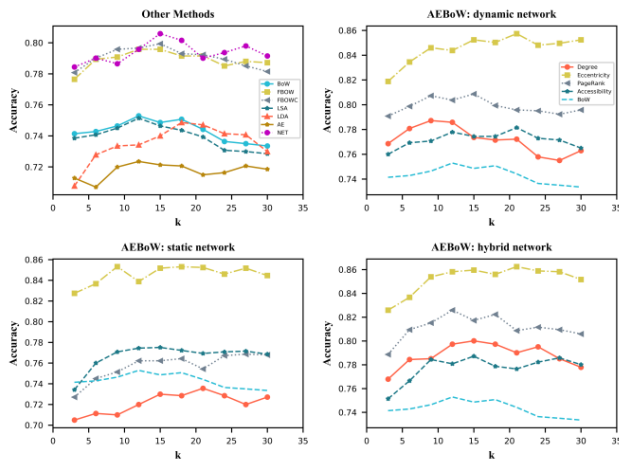 Other Methods
Accuracy
0.80
0.78
0.76
0.74
0.72
BoW
FBOW
FBOWC
LSA
LDA
AE
NET
0 5 10 15 20 25 30 35
k
AEBoW: dynamic network
Accuracy
0.86
0.84
0.82
0.80
0.78
0.76
0.74
Degree
Eccentricity
PageRank
Accessibility
BoW
0 5 10 15 20 25 30 35
k
AEBoW: static network
Accuracy
0.86
0.84
0.82
0.80
0.78
0.76
0.74
0.72
0.70
0 5 10 15 20 25 30 35
k
AEBoW: hybrid network
Accuracy
0.86
0.84
0.82
0.80
0.78
0.76
0.74
0 5 10 15 20 25 30 35
k